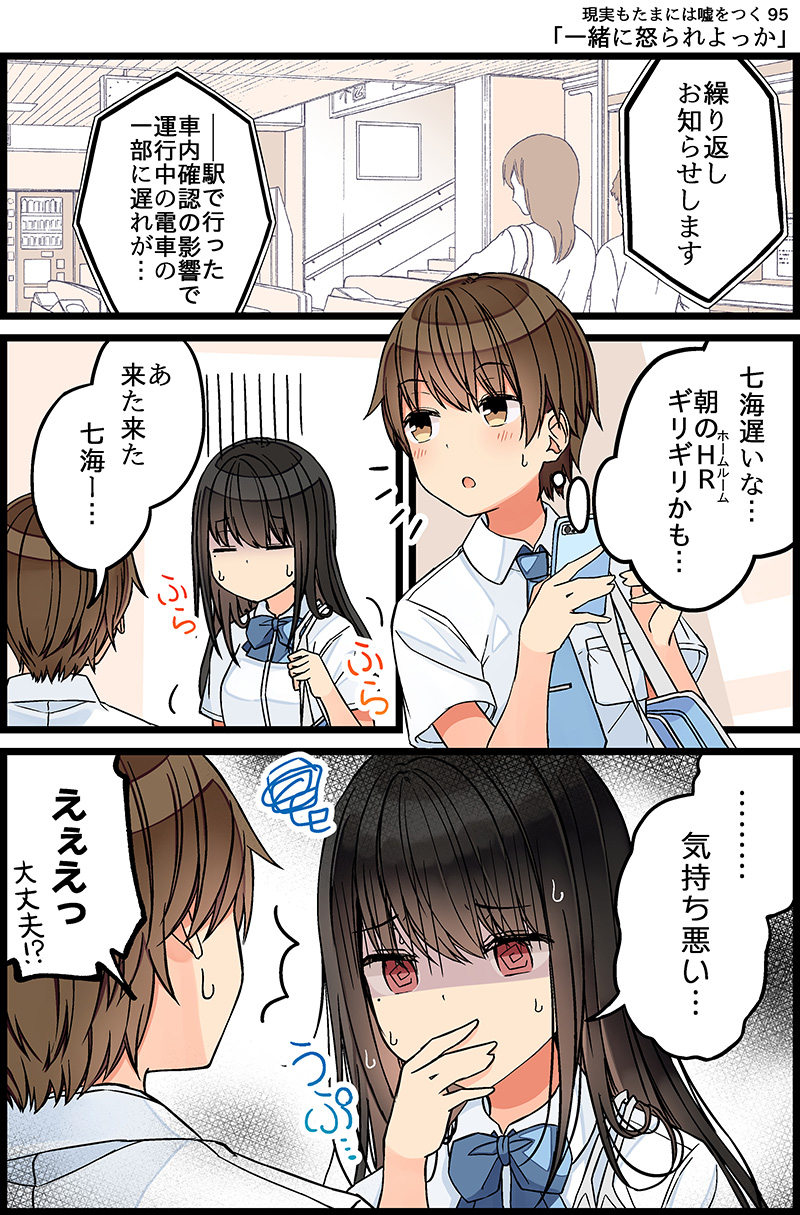 現実もたまには嘘をつく 95
「一緒に怒られよっか」
繰り返し
お知らせします
――駅で行った
車内確認の影響で
運行中の電車の
一部に遅れが…
七海遅いな…
朝のHR
ホームルーム
ギリギリかも…
あ
来た来た
七海ー…
ふら
ふら
………
気持ち悪い…
うぷ…
えぇえっ
大丈夫!?